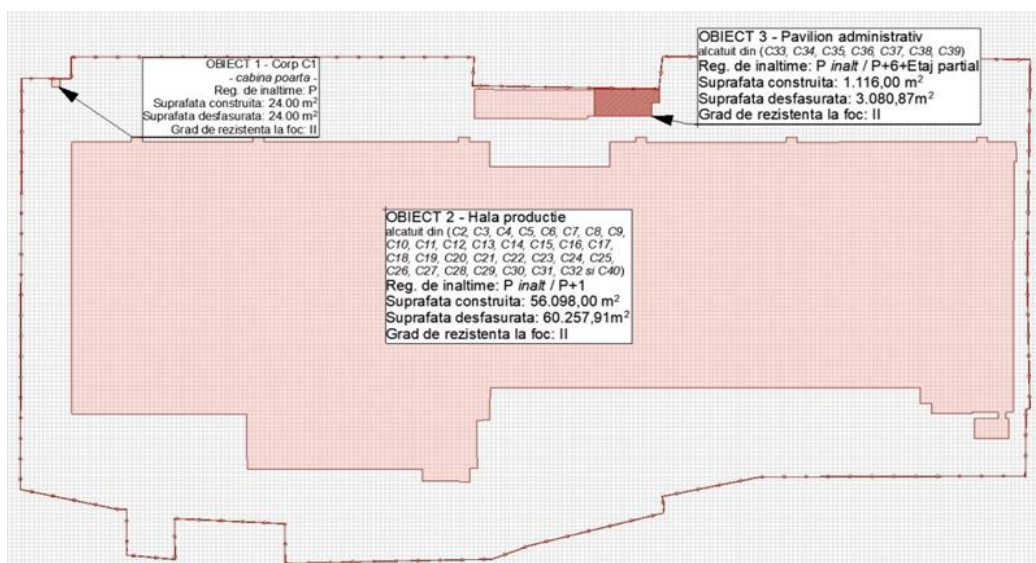 OBIECT 1 - Corp C1
- cabina poarta -
Reg. de inaltime: P
Suprafata construita: 24.00 m²
Suprafata desfasurata: 24.00 m²
Grad de rezistenta la foc: II
OBIECT 3 - Pavilion administrativ
alcatuit din (C33, C34, C35, C36, C37, C38, C39)
Reg. de inaltime: P inalt / P+6+Etaj partial
Suprafata construita: 1.116,00 m²
Suprafata desfasurata: 3.080,87m²
Grad de rezistenta la foc: II
OBIECT 2 - Hala productie
alcatuit din (C2, C3, C4, C5, C6, C7, C8, C9,
C10, C11, C12, C13, C14, C15, C16, C17,
C18, C19, C20, C21, C22, C23, C24, C25,
C26, C27, C28, C29, C30, C31, C32 si C40)
Reg. de inaltime: P inalt / P+1
Suprafata construita: 56.098,00 m²
Suprafata desfasurata: 60.257,91m²
Grad de rezistenta la foc: II